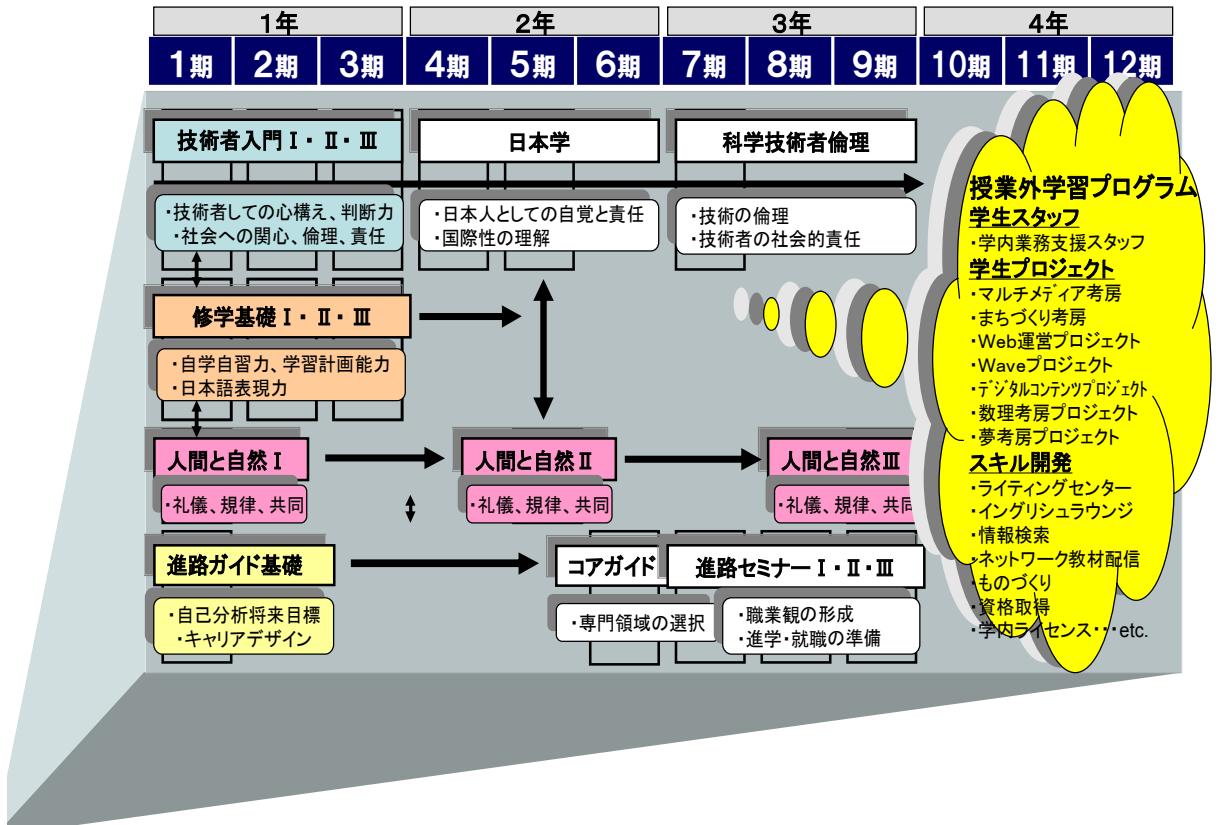 1年 2年 3年 4年
1期 2期 3期 4期 5期 6期 7期 8期 9期 10期 11期 12期
技術者入門Ⅰ・Ⅱ・Ⅲ
・技術者しての心構え、判断力
・社会への関心、倫理、責任
日本学
・日本人としての自覚と責任
・国際性の理解
科学技術者倫理
・技術の倫理
・技術者の社会的責任
修学基礎Ⅰ・Ⅱ・Ⅲ
・自学自習力、学習計画能力
・日本語表現力
人間と自然Ⅰ
・礼儀、規律、共同
人間と自然Ⅱ
・礼儀、規律、共同
人間と自然Ⅲ
・礼儀、規律、共同
進路ガイド基礎
・自己分析将来目標
・キャリアデザイン
コアガイド
・専門領域の選択
進路セミナーⅠ・Ⅱ・Ⅲ
・職業観の形成
・進学・就職の準備
授業外学習プログラム
学生スタッフ
・学内業務支援スタッフ
学生プロジェクト
・マルチメディア考房
・まちづくり考房
・Web運営プロジェクト
・Waveプロジェクト
・デジタルコンテンツプロジェクト
・数理考房プロジェクト
・夢考房プロジェクト
スキル開発
・ライティングセンター
・イングリシュラウンジ
・情報検索
・ネットワーク教材配信
・ものづくり
・資格取得
・学内ライセンス・・・etc.